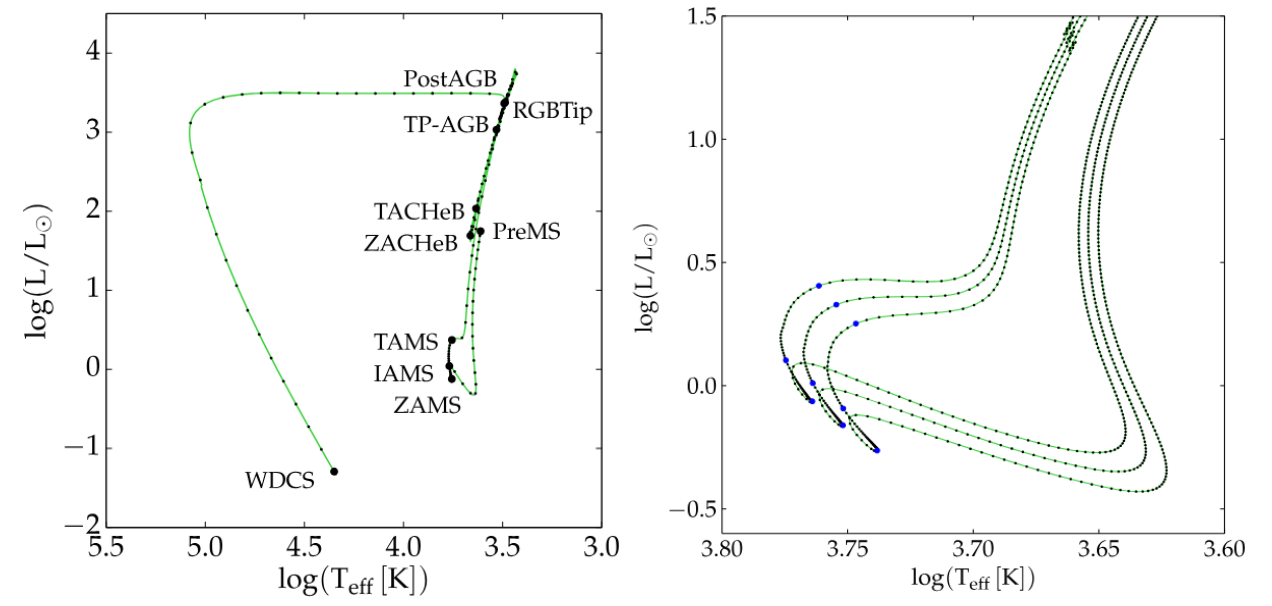 log(L/L☉)
4
3
2
1
0
−1
−2
PostAGB
RGBTip
TP-AGB
TACHeB
PreMS
ZACHeB
TAMS
IAMS
ZAMS
WDCS
5.5 5.0 4.5 4.0 3.5 3.0
log(Teff [K])
log(L/L☉)
1.5
1.0
0.5
0.0
−0.5
3.80 3.75 3.70 3.65 3.60
log(Teff [K])